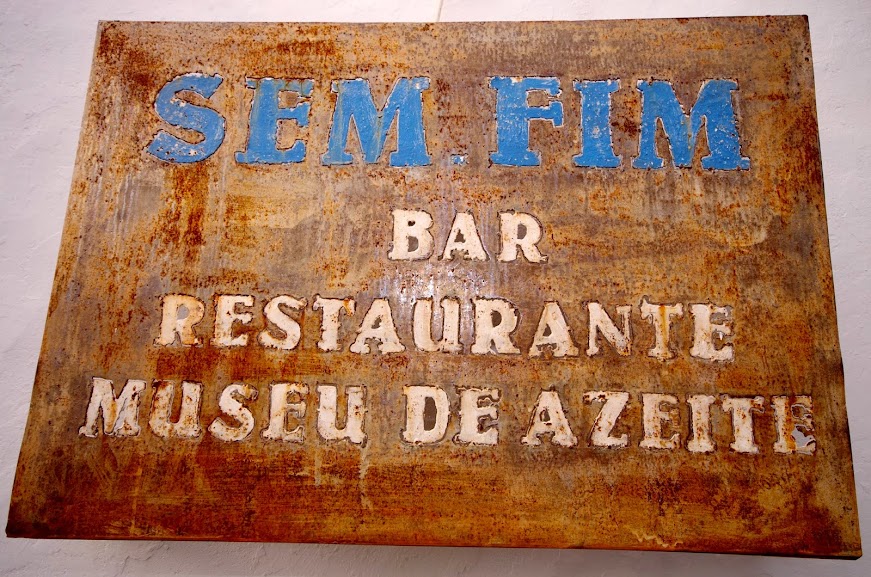 SEM FIM
BAR
RESTAURANTE
MUSEU DE AZEITE